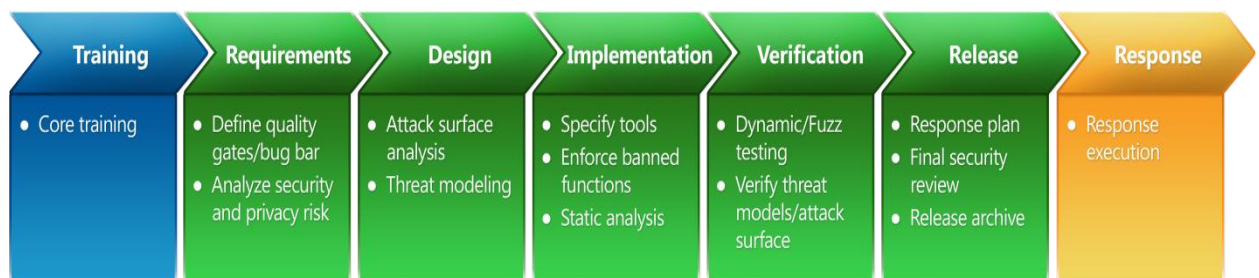 Training
Requirements
Design
Implementation
Verification
Release
Response
• Core training
• Define quality
gates/bug bar
• Analyze security
and privacy risk
• Attack surface
analysis
• Threat modeling
• Specify tools
• Enforce banned
functions
• Static analysis
• Dynamic/Fuzz
testing
• Verify threat
models/attack
surface
• Response plan
• Final security
review
• Release archive
• Response
execution